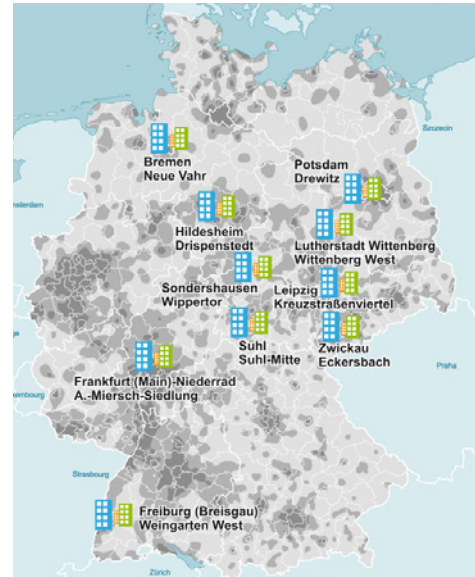 Szczecin
Bremen
Neue Vahr
Potsdam
Drewitz
Hildesheim
Drispenstedt
Lutherstadt Wittenberg
Wittenberg West
Sondershausen
Wippertor
Leipzig
Kreuzstraßenviertel
Suhl
Suhl-Mitte
Zwickau
Eckersbach
Praha
Frankfurt (Main)-Niederrad
A.-Miersch-Siedlung
Strasbourg
Freiburg (Breisgau)
Weingarten West
Zürich